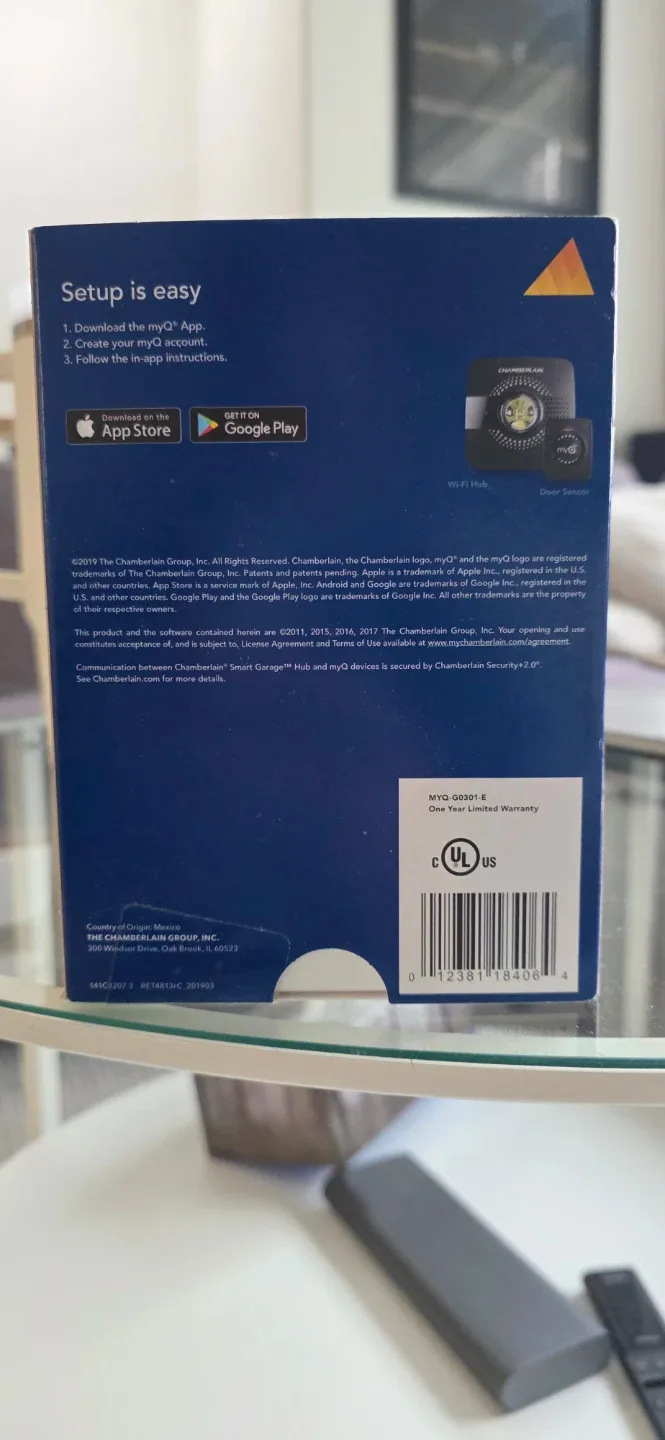 Setup is easy
1. Download the myQ® App.
2. Create your myQ account.
3. Follow the in-app instructions.
Download on the
App Store
GET IT ON
Google Play
CHAMBERLAIN
myQ
Wi-Fi Hub
Door Sensor
©2019 The Chamberlain Group, Inc. All Rights Reserved. Chamberlain, the Chamberlain logo, myQ® and the myQ logo are registered
trademarks of The Chamberlain Group, Inc. Patents and patents pending. Apple is a trademark of Apple Inc., registered in the U.S.
and other countries. App Store is a service mark of Apple, Inc. Android and Google are trademarks of Google Inc., registered in the
U.S. and other countries. Google Play and the Google Play logo are trademarks of Google Inc. All other trademarks are the property
of their respective owners.
This product and the software contained herein are ©2011, 2015, 2016, 2017 The Chamberlain Group, Inc. Your opening and use
constitutes acceptance of, and is subject to, License Agreement and Terms of Use available at www.mychamberlain.com/agreement.
Communication between Chamberlain® Smart Garage™ Hub and myQ devices is secured by Chamberlain Security+2.0®.
See Chamberlain.com for more details.
MYQ-G0301-E
One Year Limited Warranty
C UL US
0 12381 18406 4
Country of Origin: Mexico
THE CHAMBERLAIN GROUP, INC.
300 Windsor Drive, Oak Brook, IL 60523
201903